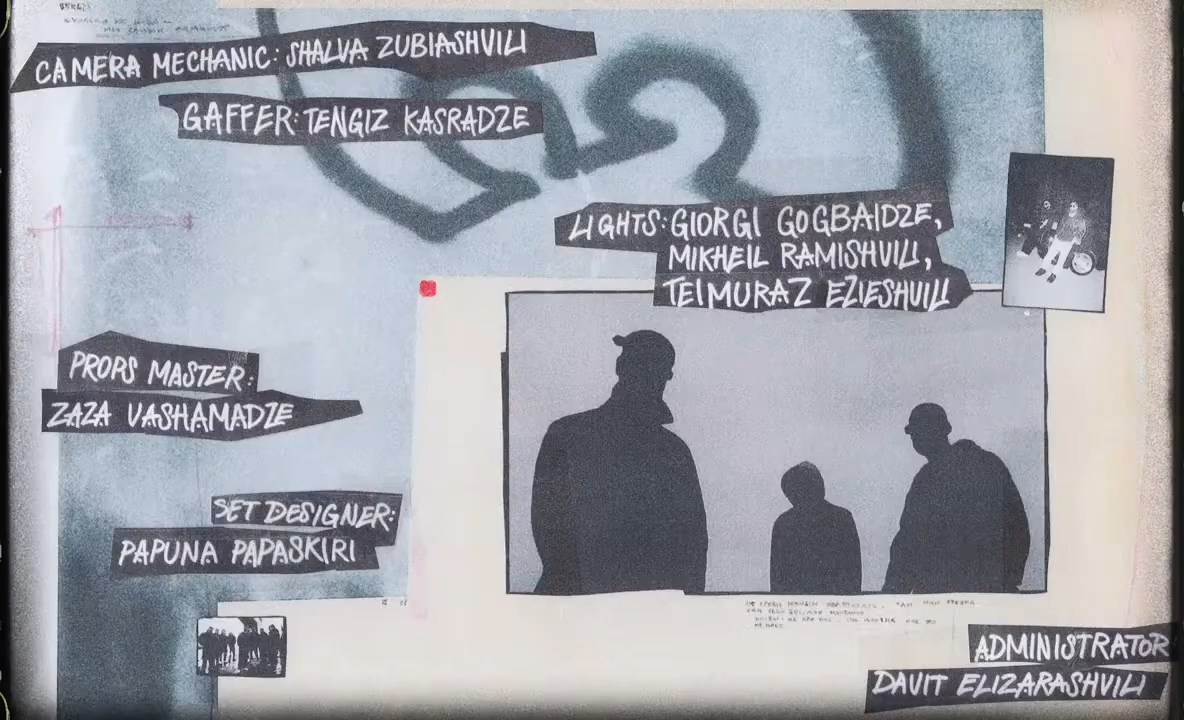 CAMERA MECHANIC: SHALVA ZUBIASHVILI
GAFFER: TENGIZ KASRADZE
LIGHTS: GIORGI GOGBAIDZE,
MIKHEIL RAMISHVILI,
TEIMURAZ EZIESHVILI
PROPS MASTER:
ZAZA VASHAMADZE
SET DESIGNER:
PAPUNA PAPASKIRI
ADMINISTRATOR
DAVIT ELIZARASHVILI